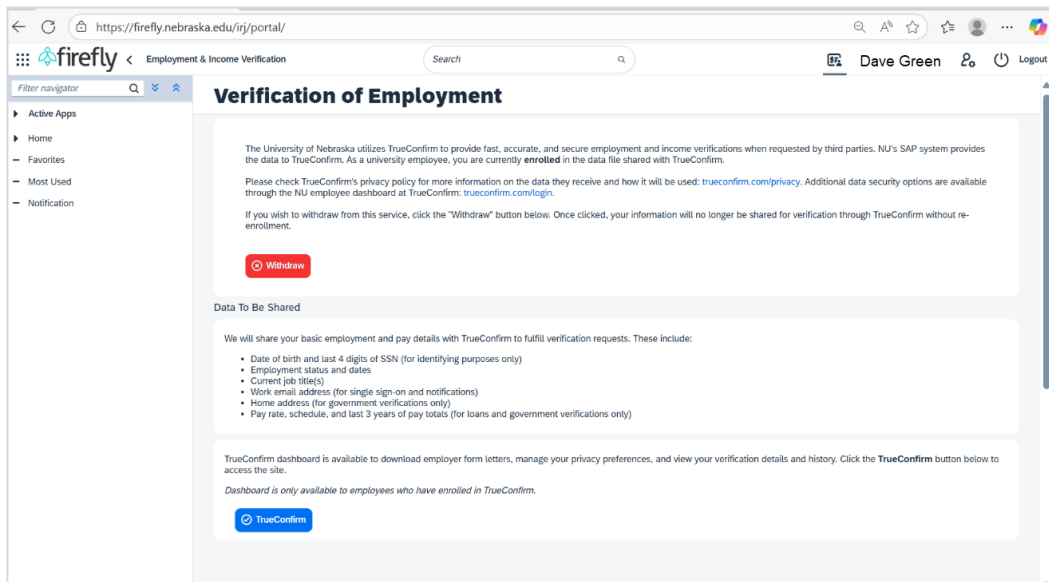 https://firefly.nebraska.edu/irj/portal/
firefly
Employment & Income Verification
Search
Dave Green
Logout
Filter navigator
Active Apps
Home
Favorites
Most Used
Notification
Verification of Employment
The University of Nebraska utilizes TrueConfirm to provide fast, accurate, and secure employment and income verifications when requested by third parties. NU's SAP system provides
the data to TrueConfirm. As a university employee, you are currently enrolled in the data file shared with TrueConfirm.
Please check TrueConfirm's privacy policy for more information on the data they receive and how it will be used: trueconfirm.com/privacy. Additional data security options are available
through the NU employee dashboard at TrueConfirm: trueconfirm.com/login.
If you wish to withdraw from this service, click the "Withdraw" button below. Once clicked, your information will no longer be shared for verification through TrueConfirm without re-
enrollment.
Withdraw
Data To Be Shared
We will share your basic employment and pay details with TrueConfirm to fulfill verification requests. These include:
• Date of birth and last 4 digits of SSN (for identifying purposes only)
• Employment status and dates
• Current job title(s)
• Work email address (for single sign-on and notifications)
• Home address (for government verifications only)
• Pay rate, schedule, and last 3 years of pay totals (for loans and government verifications only)
TrueConfirm dashboard is available to download employer form letters, manage your privacy preferences, and view your verification details and history. Click the TrueConfirm button below to
access the site.
Dashboard is only available to employees who have enrolled in TrueConfirm.
TrueConfirm